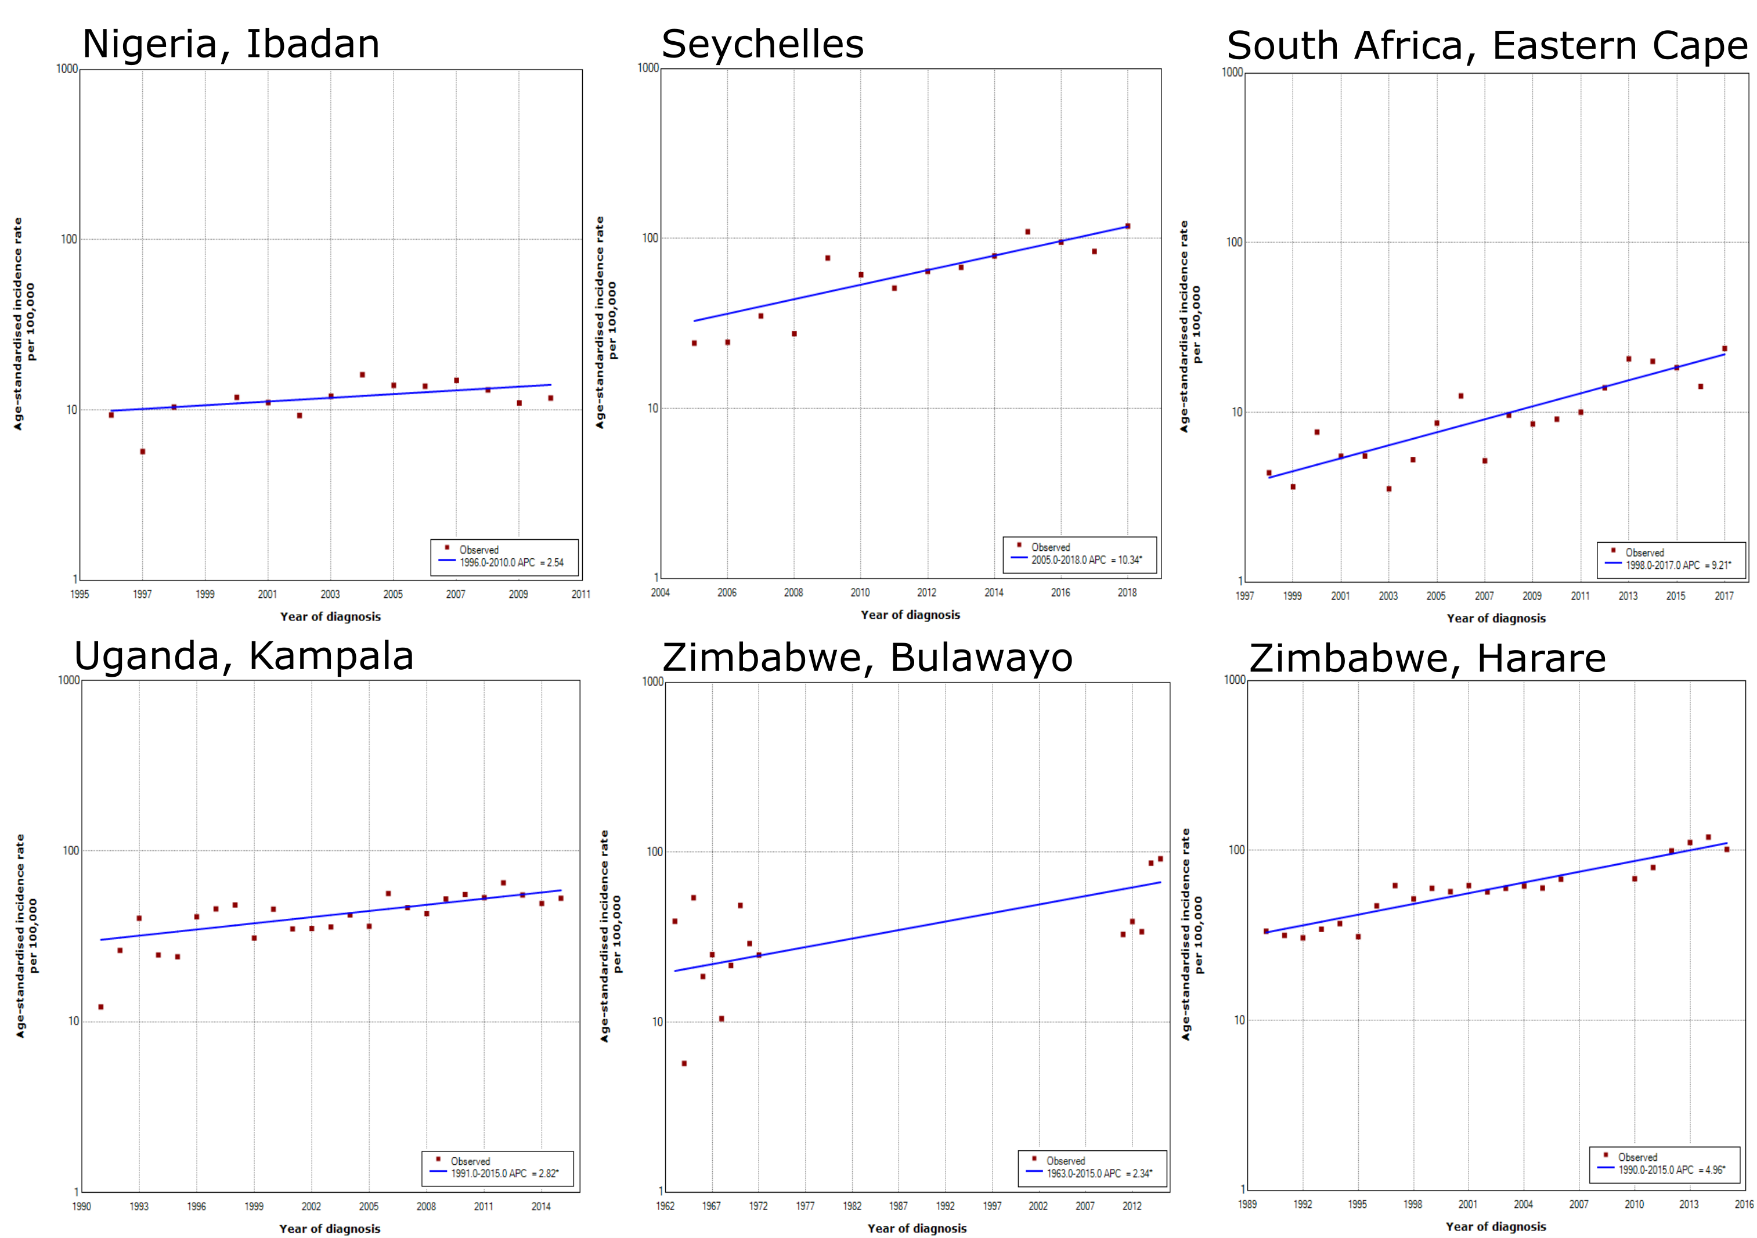 Nigeria, Ibadan
1000
100
10
1
Age-standardised incidence rate
per 100,000
1995 1997 1999 2001 2003 2005 2007 2009 2011
Year of diagnosis
Observed
1996.0-2010.0 APC = 2.54
Seychelles
1000
100
10
1
Age-standardised incidence rate
per 100,000
2004 2006 2008 2010 2012 2014 2016 2018
Year of diagnosis
Observed
2005.0-2018.0 APC = 10.34*
South Africa, Eastern Cape
1000
100
10
1
Age-standardised incidence rate
per 100,000
1997 1999 2001 2003 2005 2007 2009 2011 2013 2015 2017
Year of diagnosis
Observed
1998.0-2017.0 APC = 9.21*
Uganda, Kampala
1000
100
10
1
Age-standardised incidence rate
per 100,000
1990 1993 1996 1999 2002 2005 2008 2011 2014
Year of diagnosis
Observed
1991.0-2015.0 APC = 2.82*
Zimbabwe, Bulawayo
1000
100
10
1
Age-standardised incidence rate
per 100,000
1962 1967 1972 1977 1982 1987 1992 1997 2002 2007 2012
Year of diagnosis
Observed
1963.0-2015.0 APC = 2.34*
Zimbabwe, Harare
1000
100
10
1
Age-standardised incidence rate
per 100,000
1989 1992 1995 1998 2001 2004 2007 2010 2013 2016
Year of diagnosis
Observed
1990.0-2015.0 APC = 4.96*